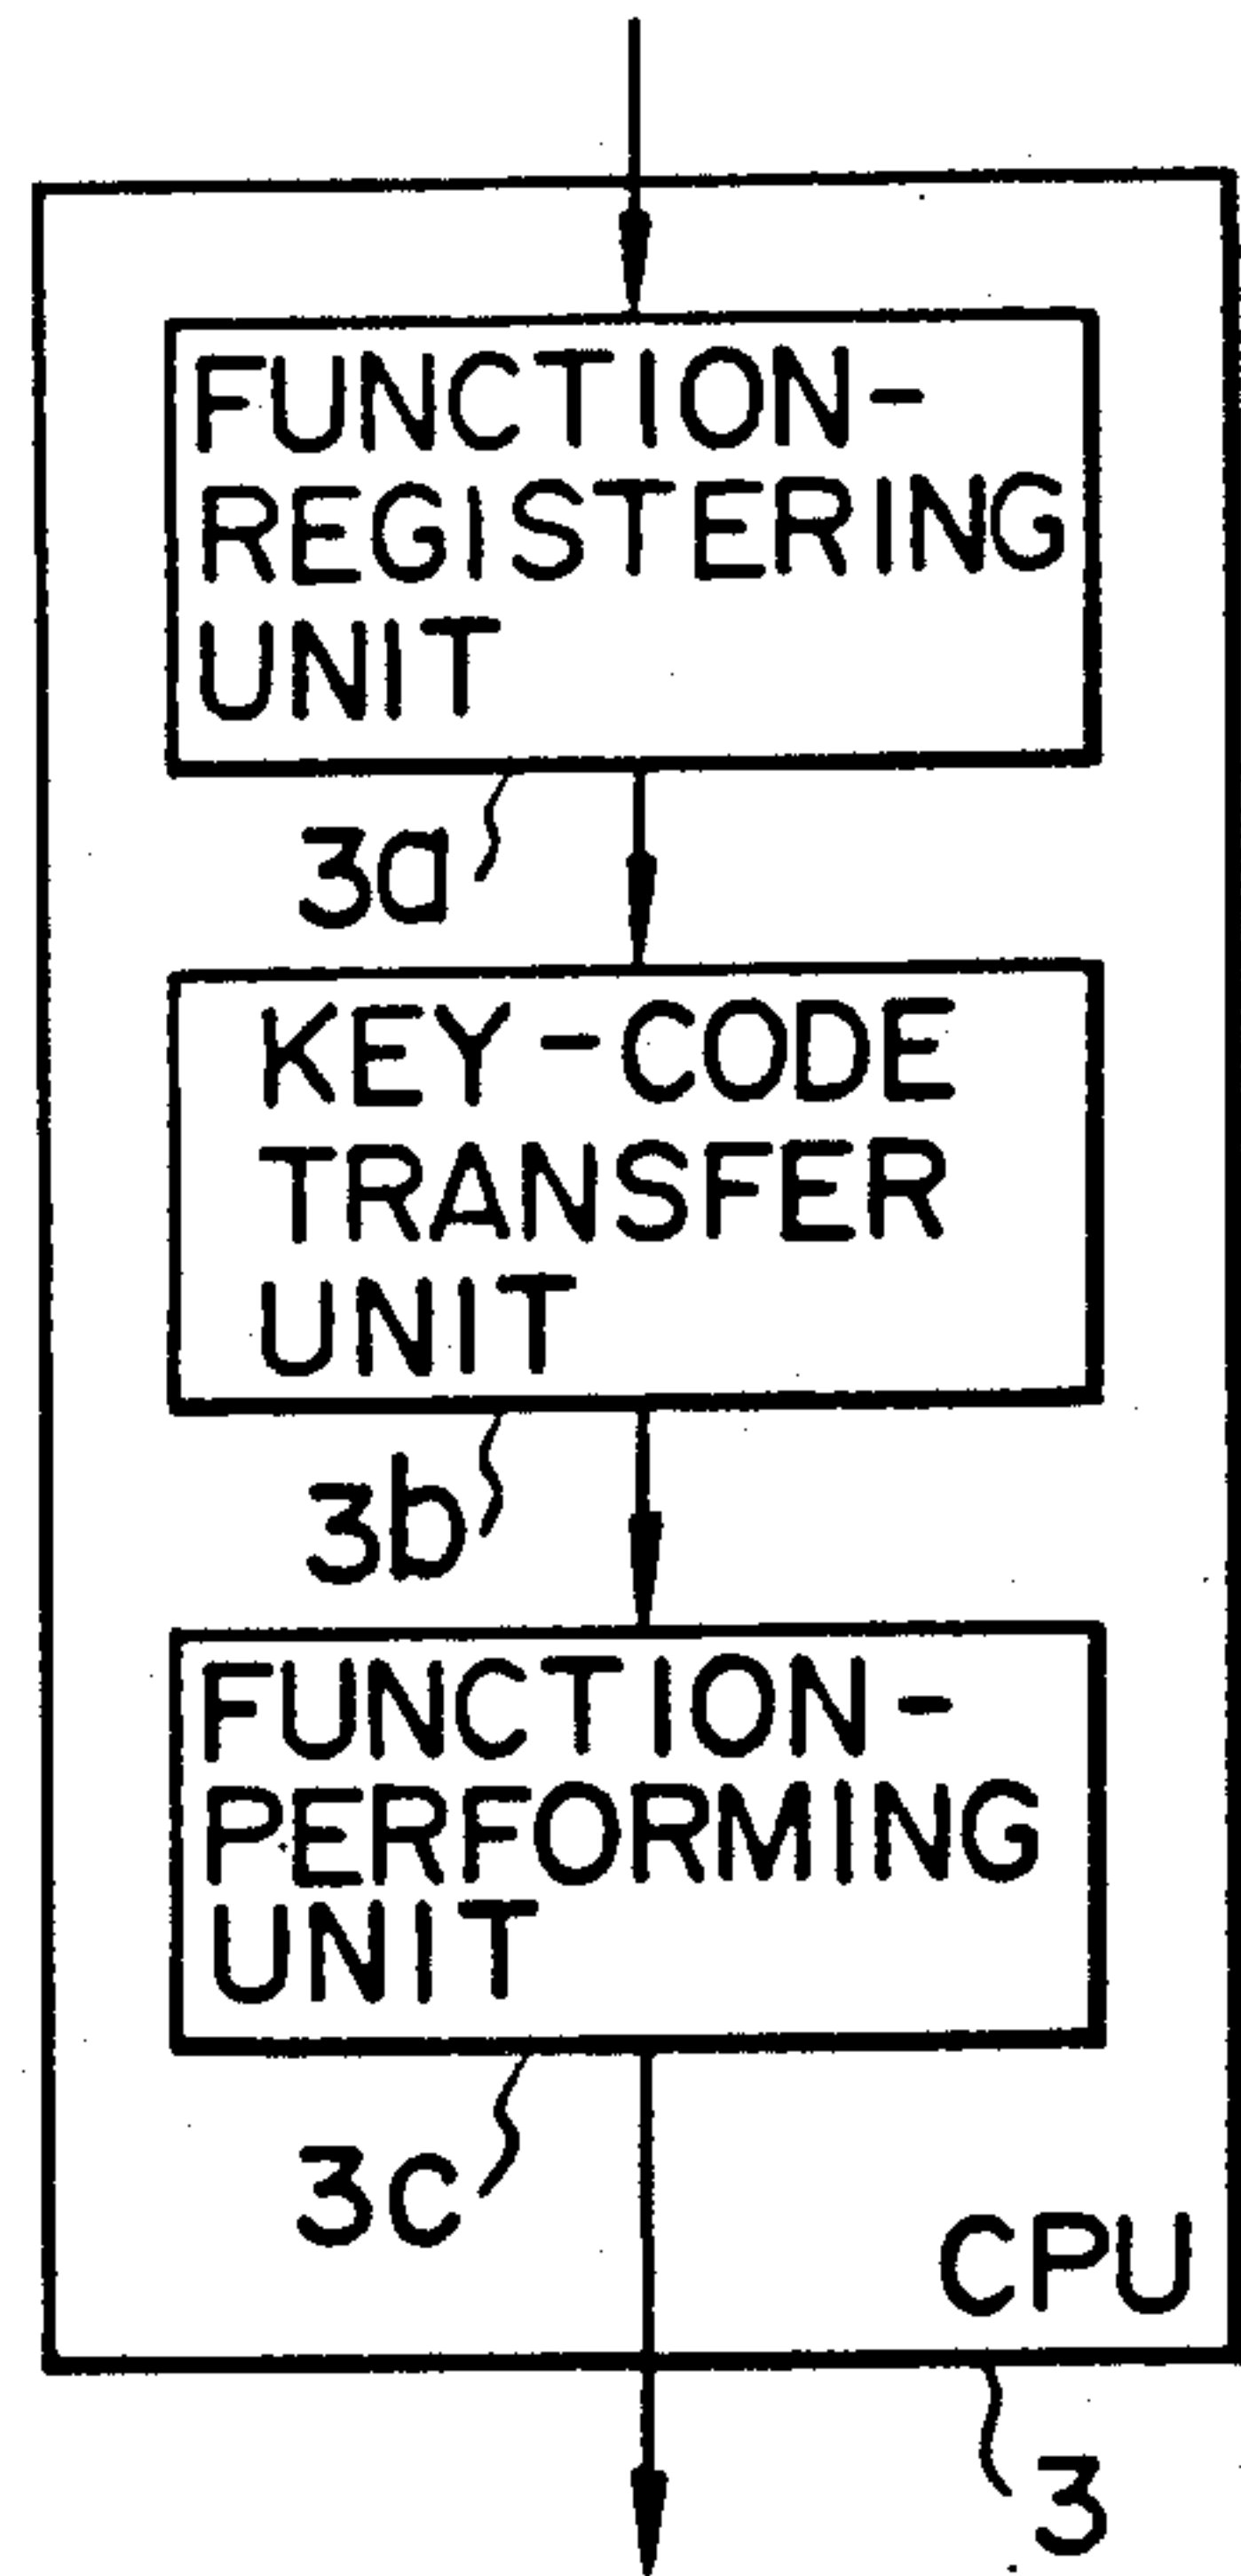 FUNCTION-
REGISTERING
UNIT
3a
KEY-CODE
TRANSFER
UNIT
3b
FUNCTION-
PERFORMING
UNIT
3c
CPU
3